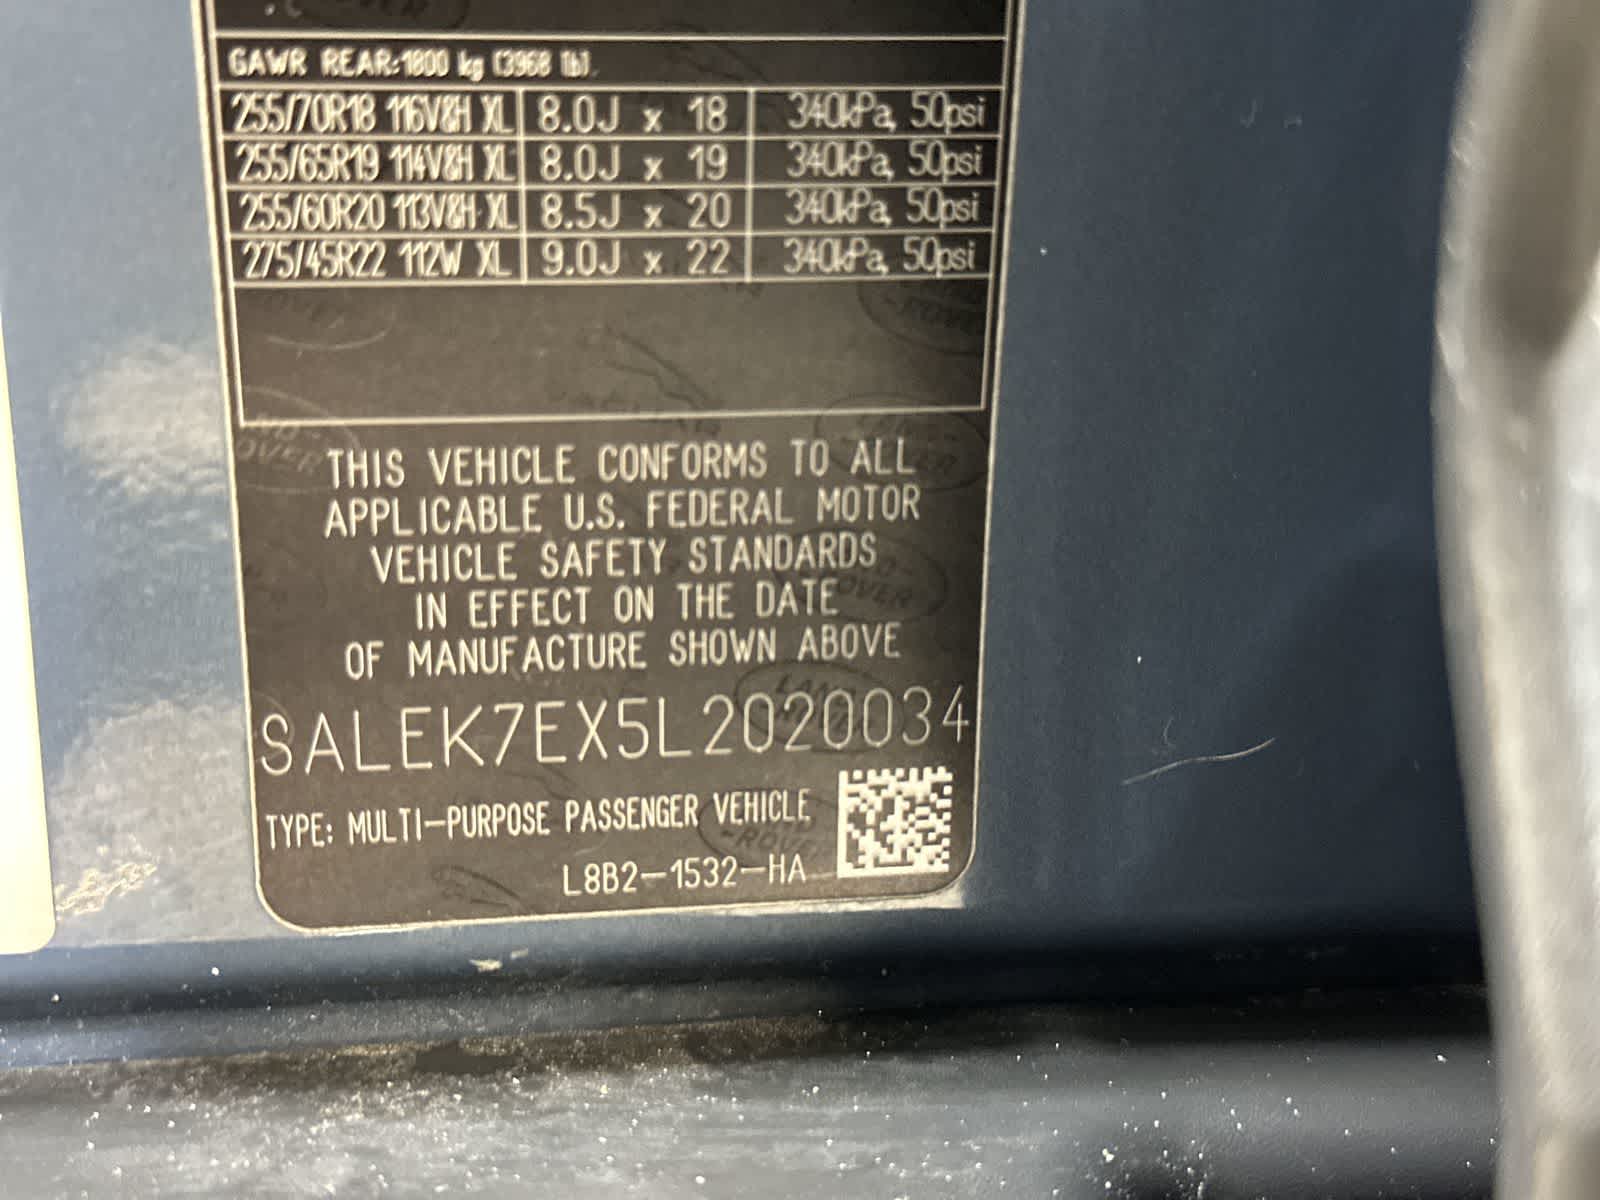 GAWR REAR:1800 kg (3968 lb).
255/70R18 116V&H XL 8.0J x 18 340kPa, 50psi
255/65R19 114V&H XL 8.0J x 19 340kPa, 50psi
255/60R20 113V&H XL 8.5J x 20 340kPa, 50psi
275/45R22 112W XL 9.0J x 22 340kPa, 50psi
THIS VEHICLE CONFORMS TO ALL
APPLICABLE U.S. FEDERAL MOTOR
VEHICLE SAFETY STANDARDS
IN EFFECT ON THE DATE
OF MANUFACTURE SHOWN ABOVE
SALEK7EX5L2020034
TYPE: MULTI-PURPOSE PASSENGER VEHICLE
L8B2-1532-HA